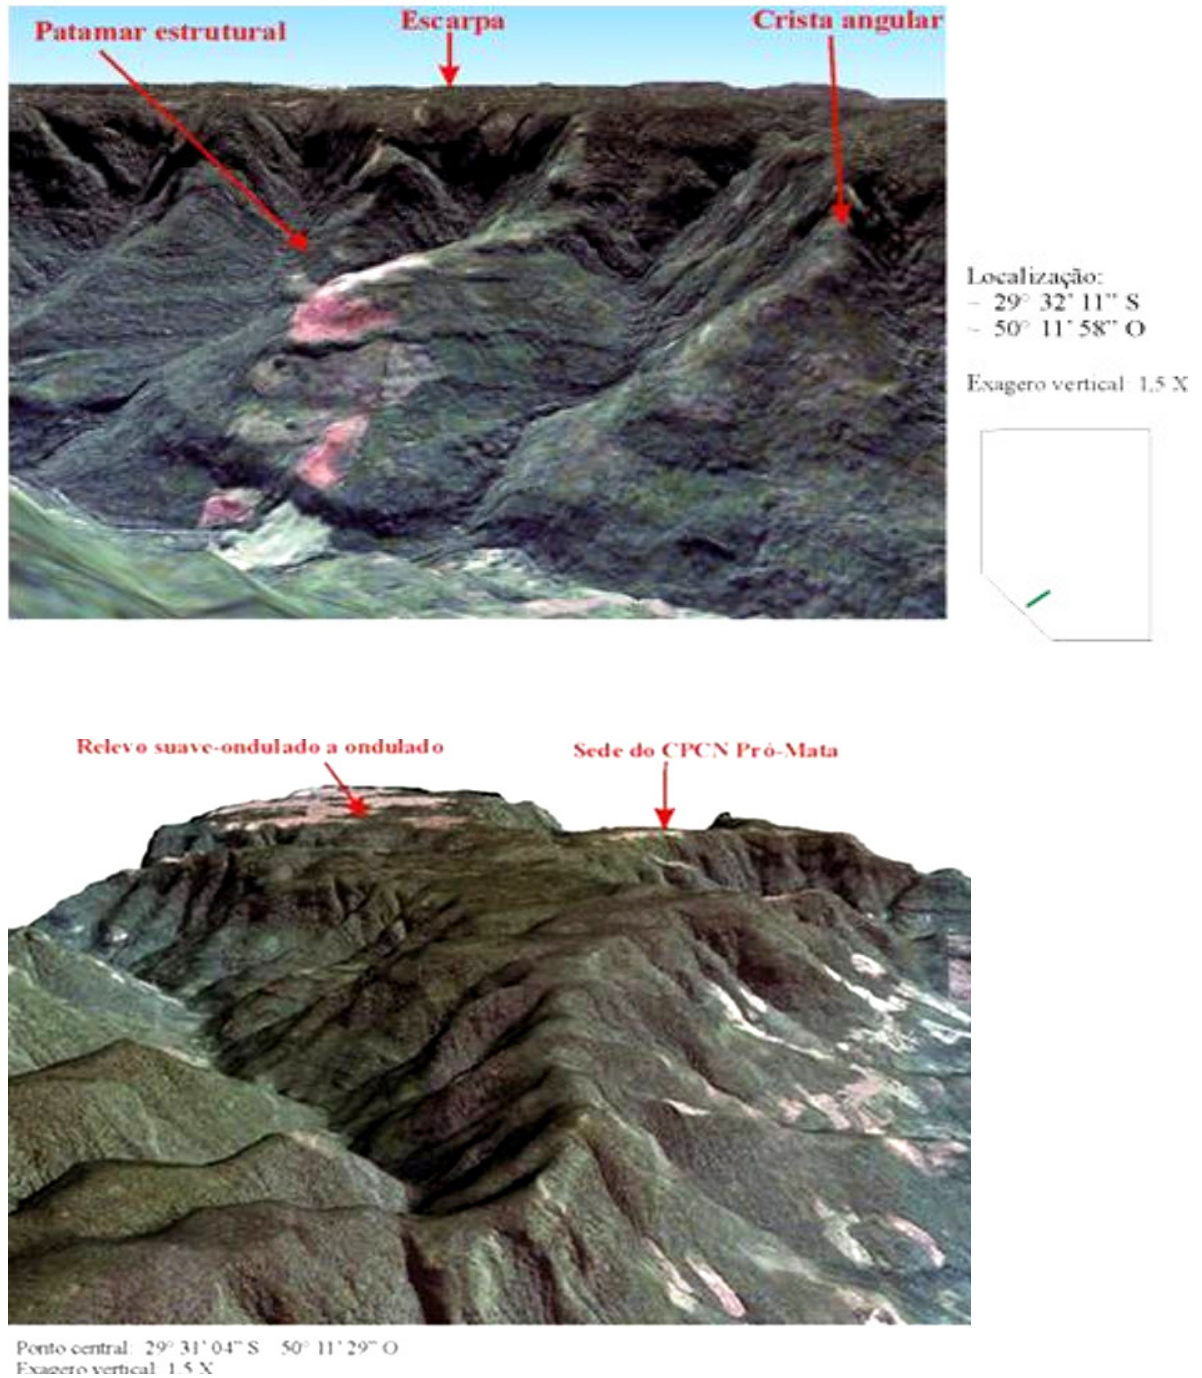 Patamar estrutural
Escarpa
Crista angular
Localização:
~ 29° 32' 11" S
~ 50° 11' 58" O
Exagero vertical: 1,5 X
Relevo suave-ondulado a ondulado
Sede do CPCN Pró-Mata
Ponto central: 29° 31' 04" S 50° 11' 29" O
Exagero vertical: 1,5 X